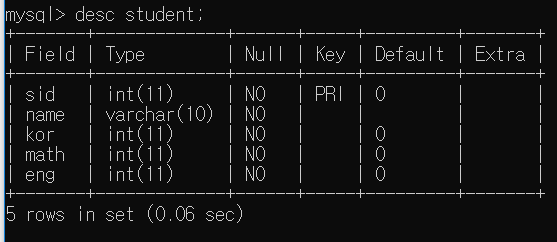 mysql> desc student;
+-------+-------------+------+-----+---------+-------+
| Field | Type | Null | Key | Default | Extra |
+-------+-------------+------+-----+---------+-------+
| sid | int(11) | NO | PRI | 0 | |
| name | varchar(10) | NO | | | |
| kor | int(11) | NO | | 0 | |
| math | int(11) | NO | | 0 | |
| eng | int(11) | NO | | 0 | |
+-------+-------------+------+-----+---------+-------+
5 rows in set (0.06 sec)